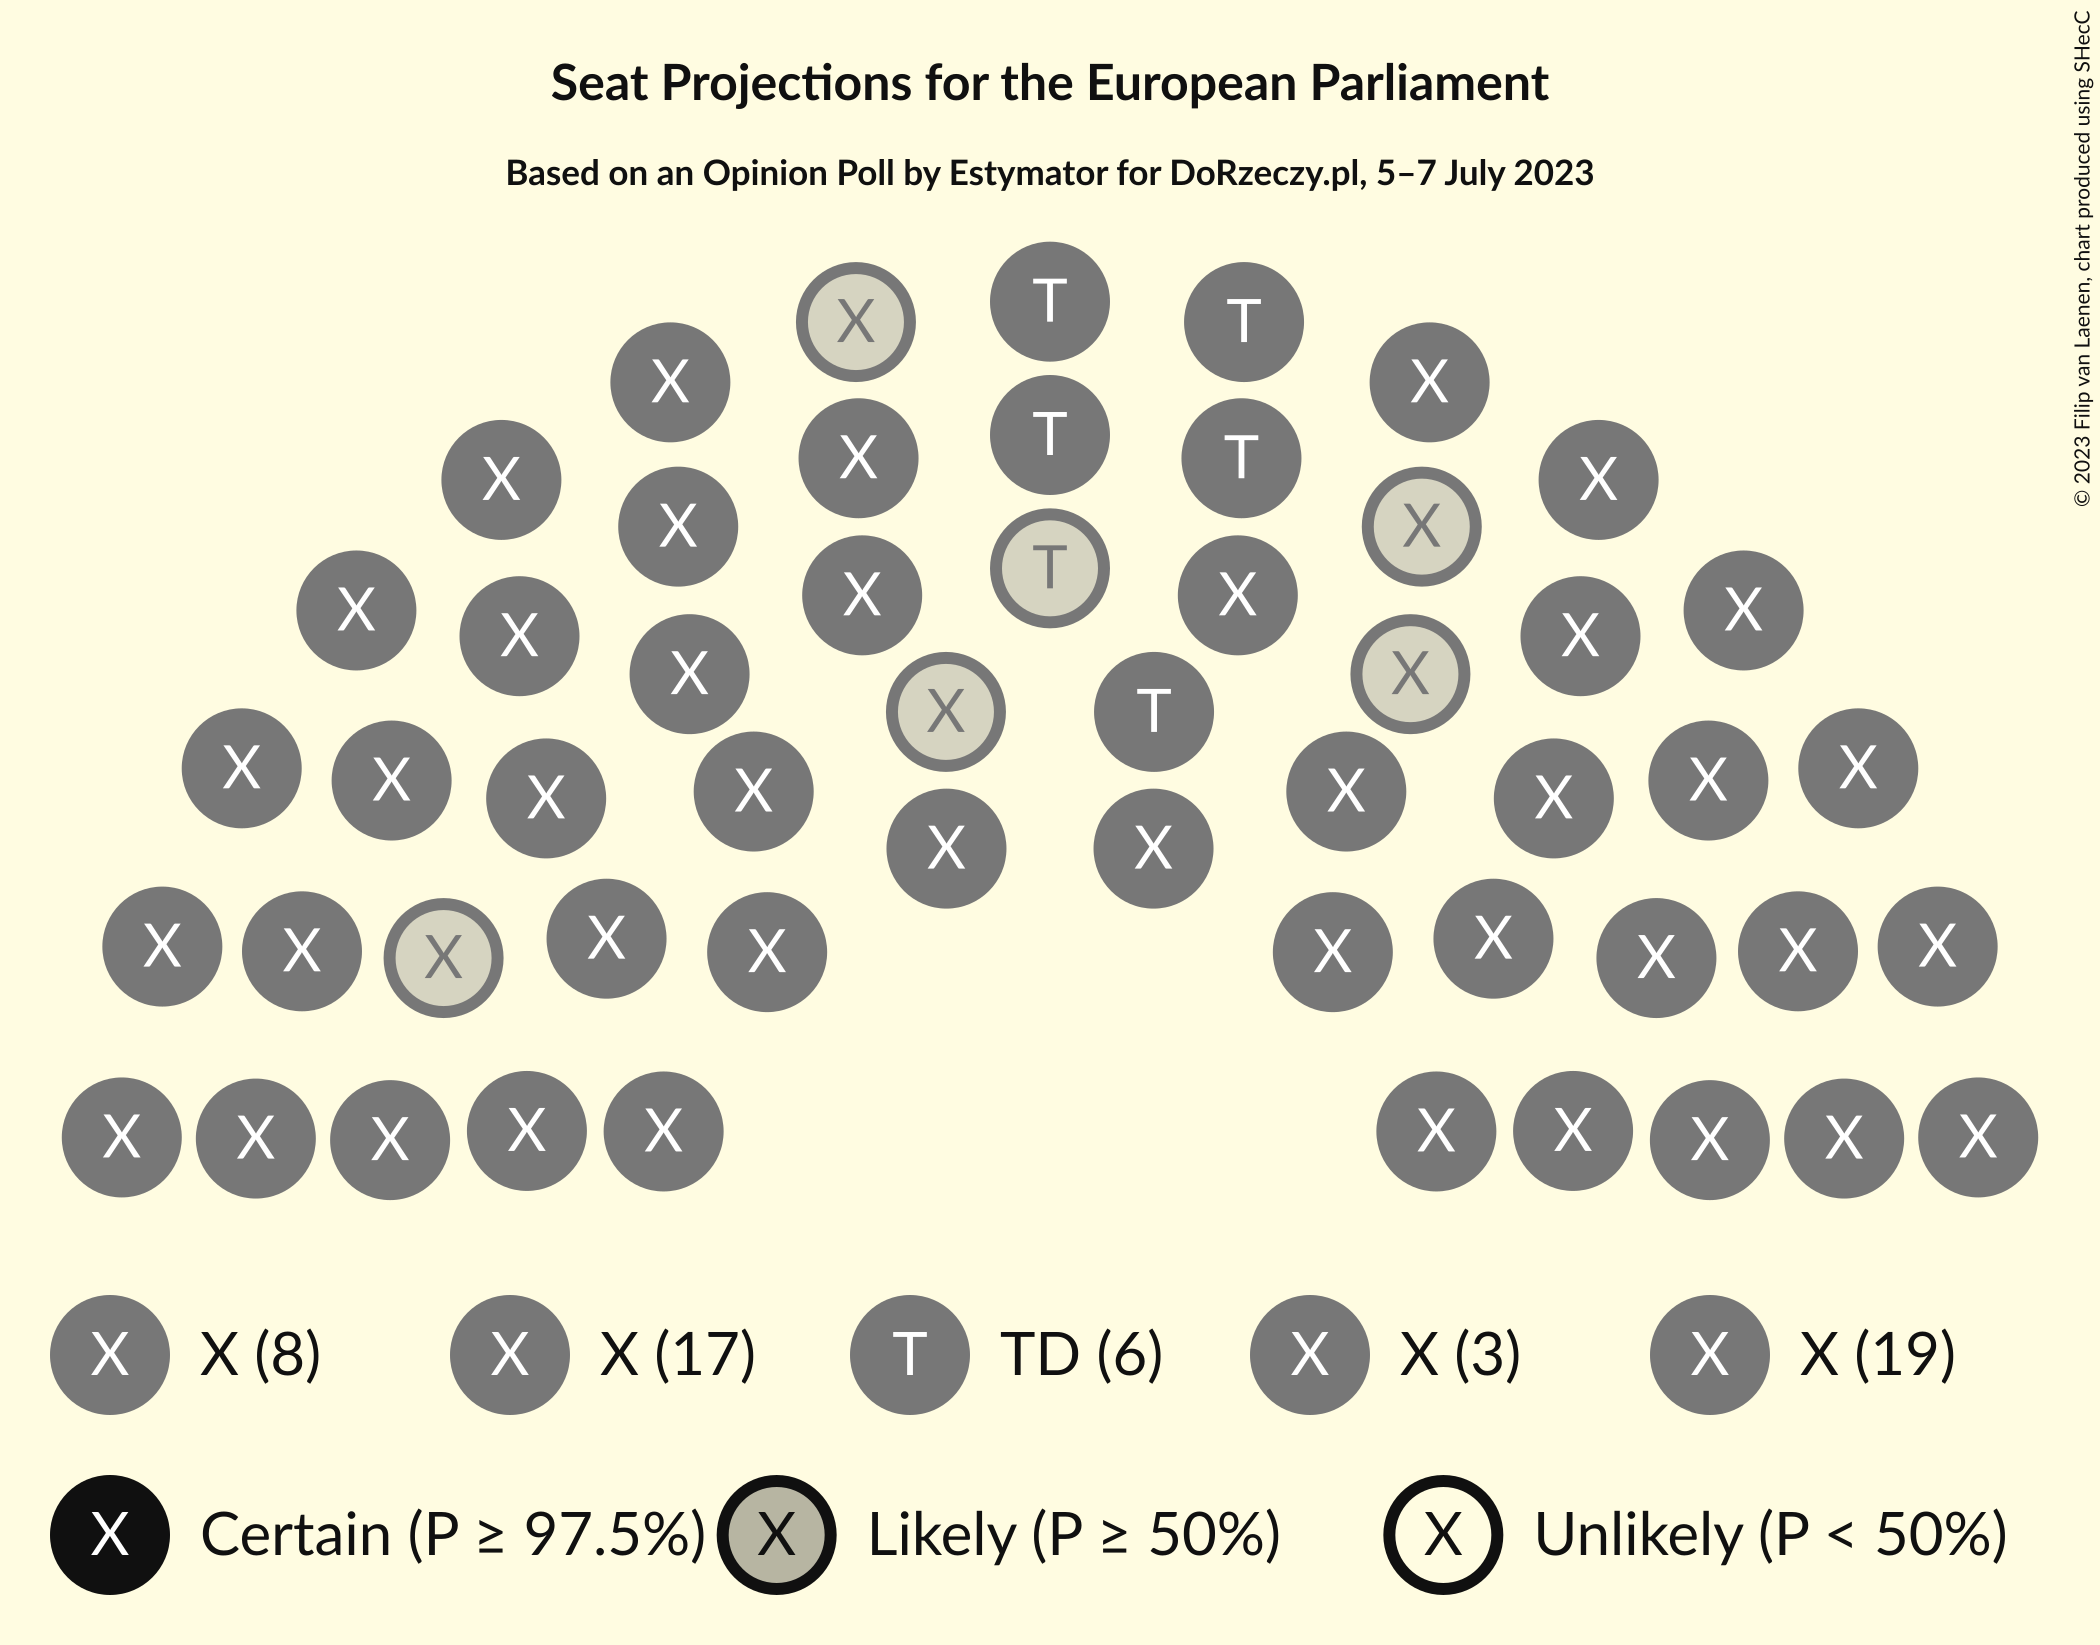 Seat Projections for the European Parliament
Based on an Opinion Poll by Estymator for DoRzeczy.pl, 5–7 July 2023
© 2023 Filip van Laenen, chart produced using SHecC
T
X T
X X
T
X T
X X
X X
T
X X
X X
X X
X X
X X
X T
X X
X X X X
X X X X
X X
X X
X X X X
X X X X
X X
X X X X X X X X X X
X X (8) X X (17) T TD (6) X X (3) X X (19)
X Certain (P ≥ 97.5%) X Likely (P ≥ 50%) X Unlikely (P < 50%)